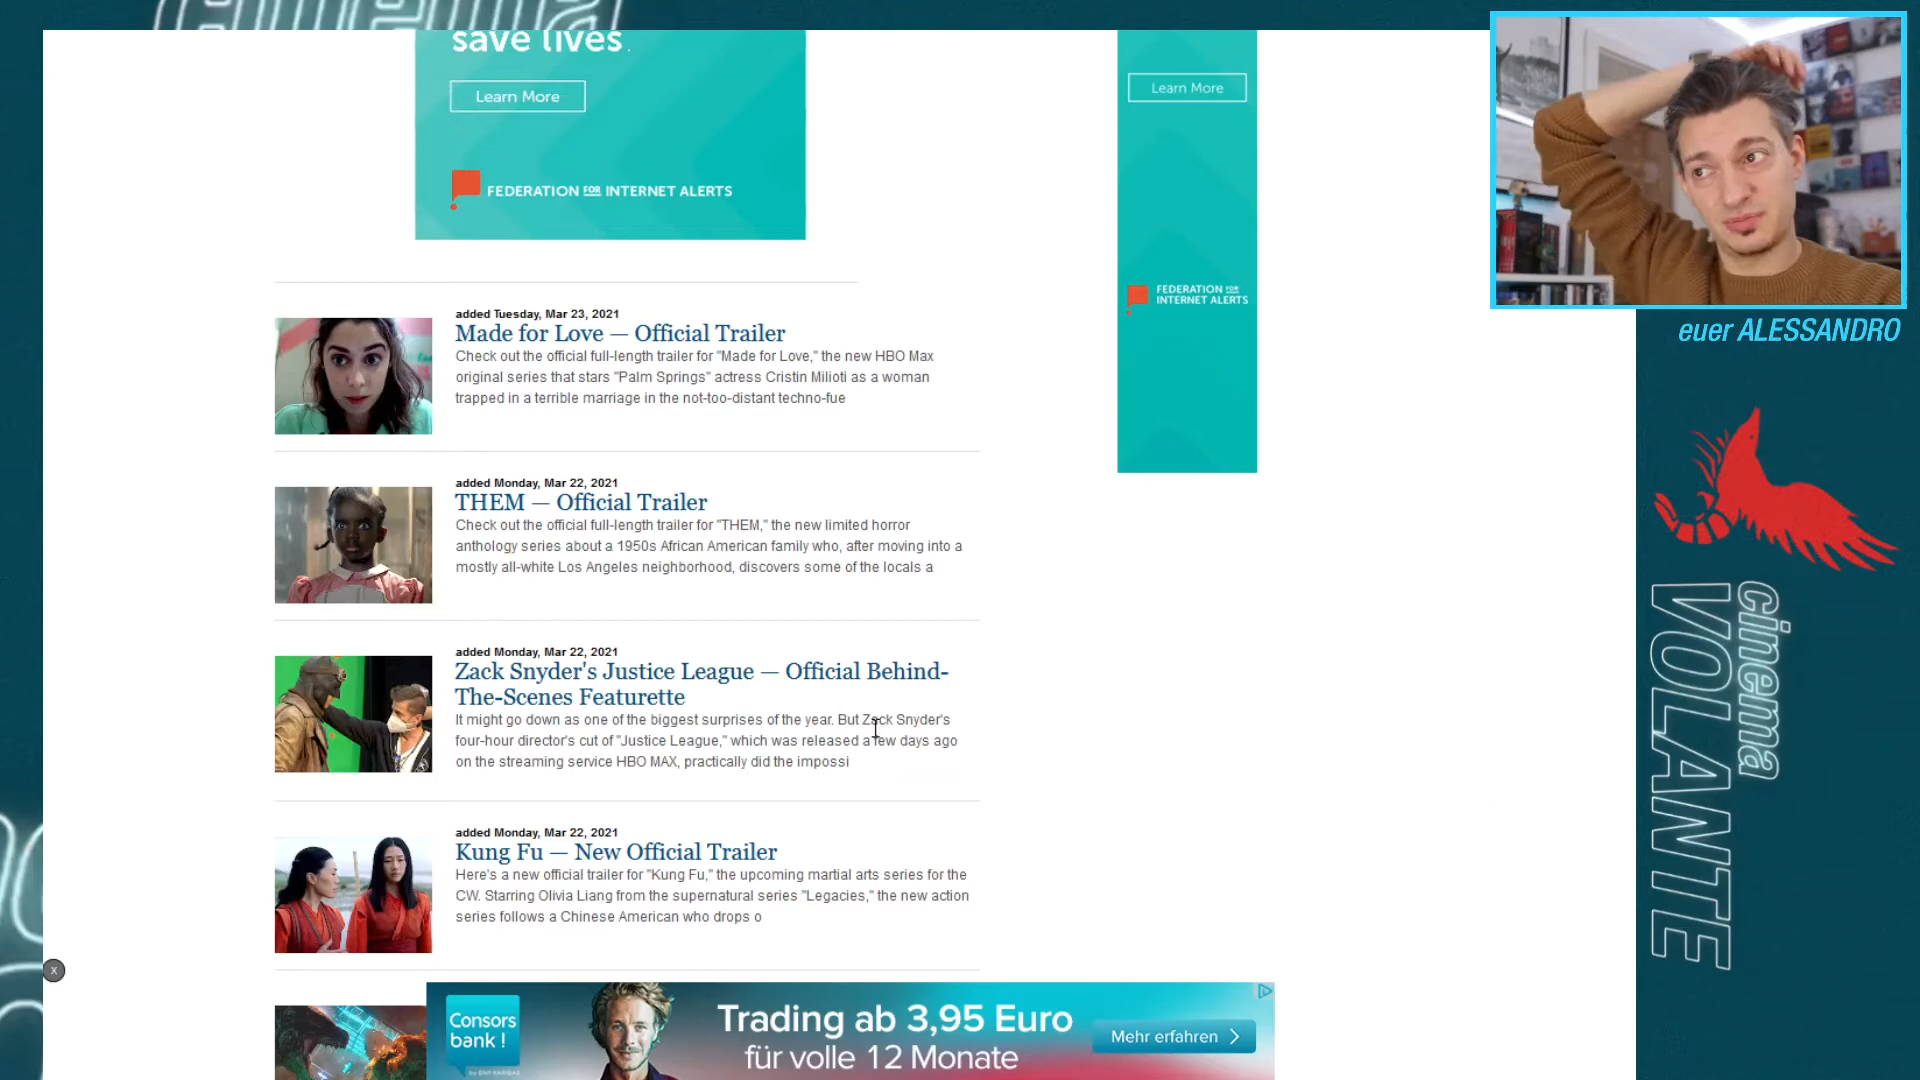 save lives.
Learn More
FEDERATION FOR INTERNET ALERTS
Learn More
FEDERATION FOR
INTERNET ALERTS
euer ALESSANDRO
added Tuesday, Mar 23, 2021
Made for Love — Official Trailer
Check out the official full-length trailer for "Made for Love," the new HBO Max
original series that stars "Palm Springs" actress Cristin Milioti as a woman
trapped in a terrible marriage in the not-too-distant techno-fue
added Monday, Mar 22, 2021
THEM — Official Trailer
Check out the official full-length trailer for "THEM," the new limited horror
anthology series about a 1950s African American family who, after moving into a
mostly all-white Los Angeles neighborhood, discovers some of the locals a
added Monday, Mar 22, 2021
Zack Snyder's Justice League — Official Behind-
The-Scenes Featurette
It might go down as one of the biggest surprises of the year. But Zack Snyder's
four-hour director's cut of "Justice League," which was released a few days ago
on the streaming service HBO MAX, practically did the impossi
added Monday, Mar 22, 2021
Kung Fu — New Official Trailer
Here's a new official trailer for "Kung Fu," the upcoming martial arts series for the
CW. Starring Olivia Liang from the supernatural series "Legacies," the new action
series follows a Chinese American who drops o
cinema
VOLANTE
x
Consors
bank!
by BNP PARIBAS
Trading ab 3,95 Euro
für volle 12 Monate
Mehr erfahren